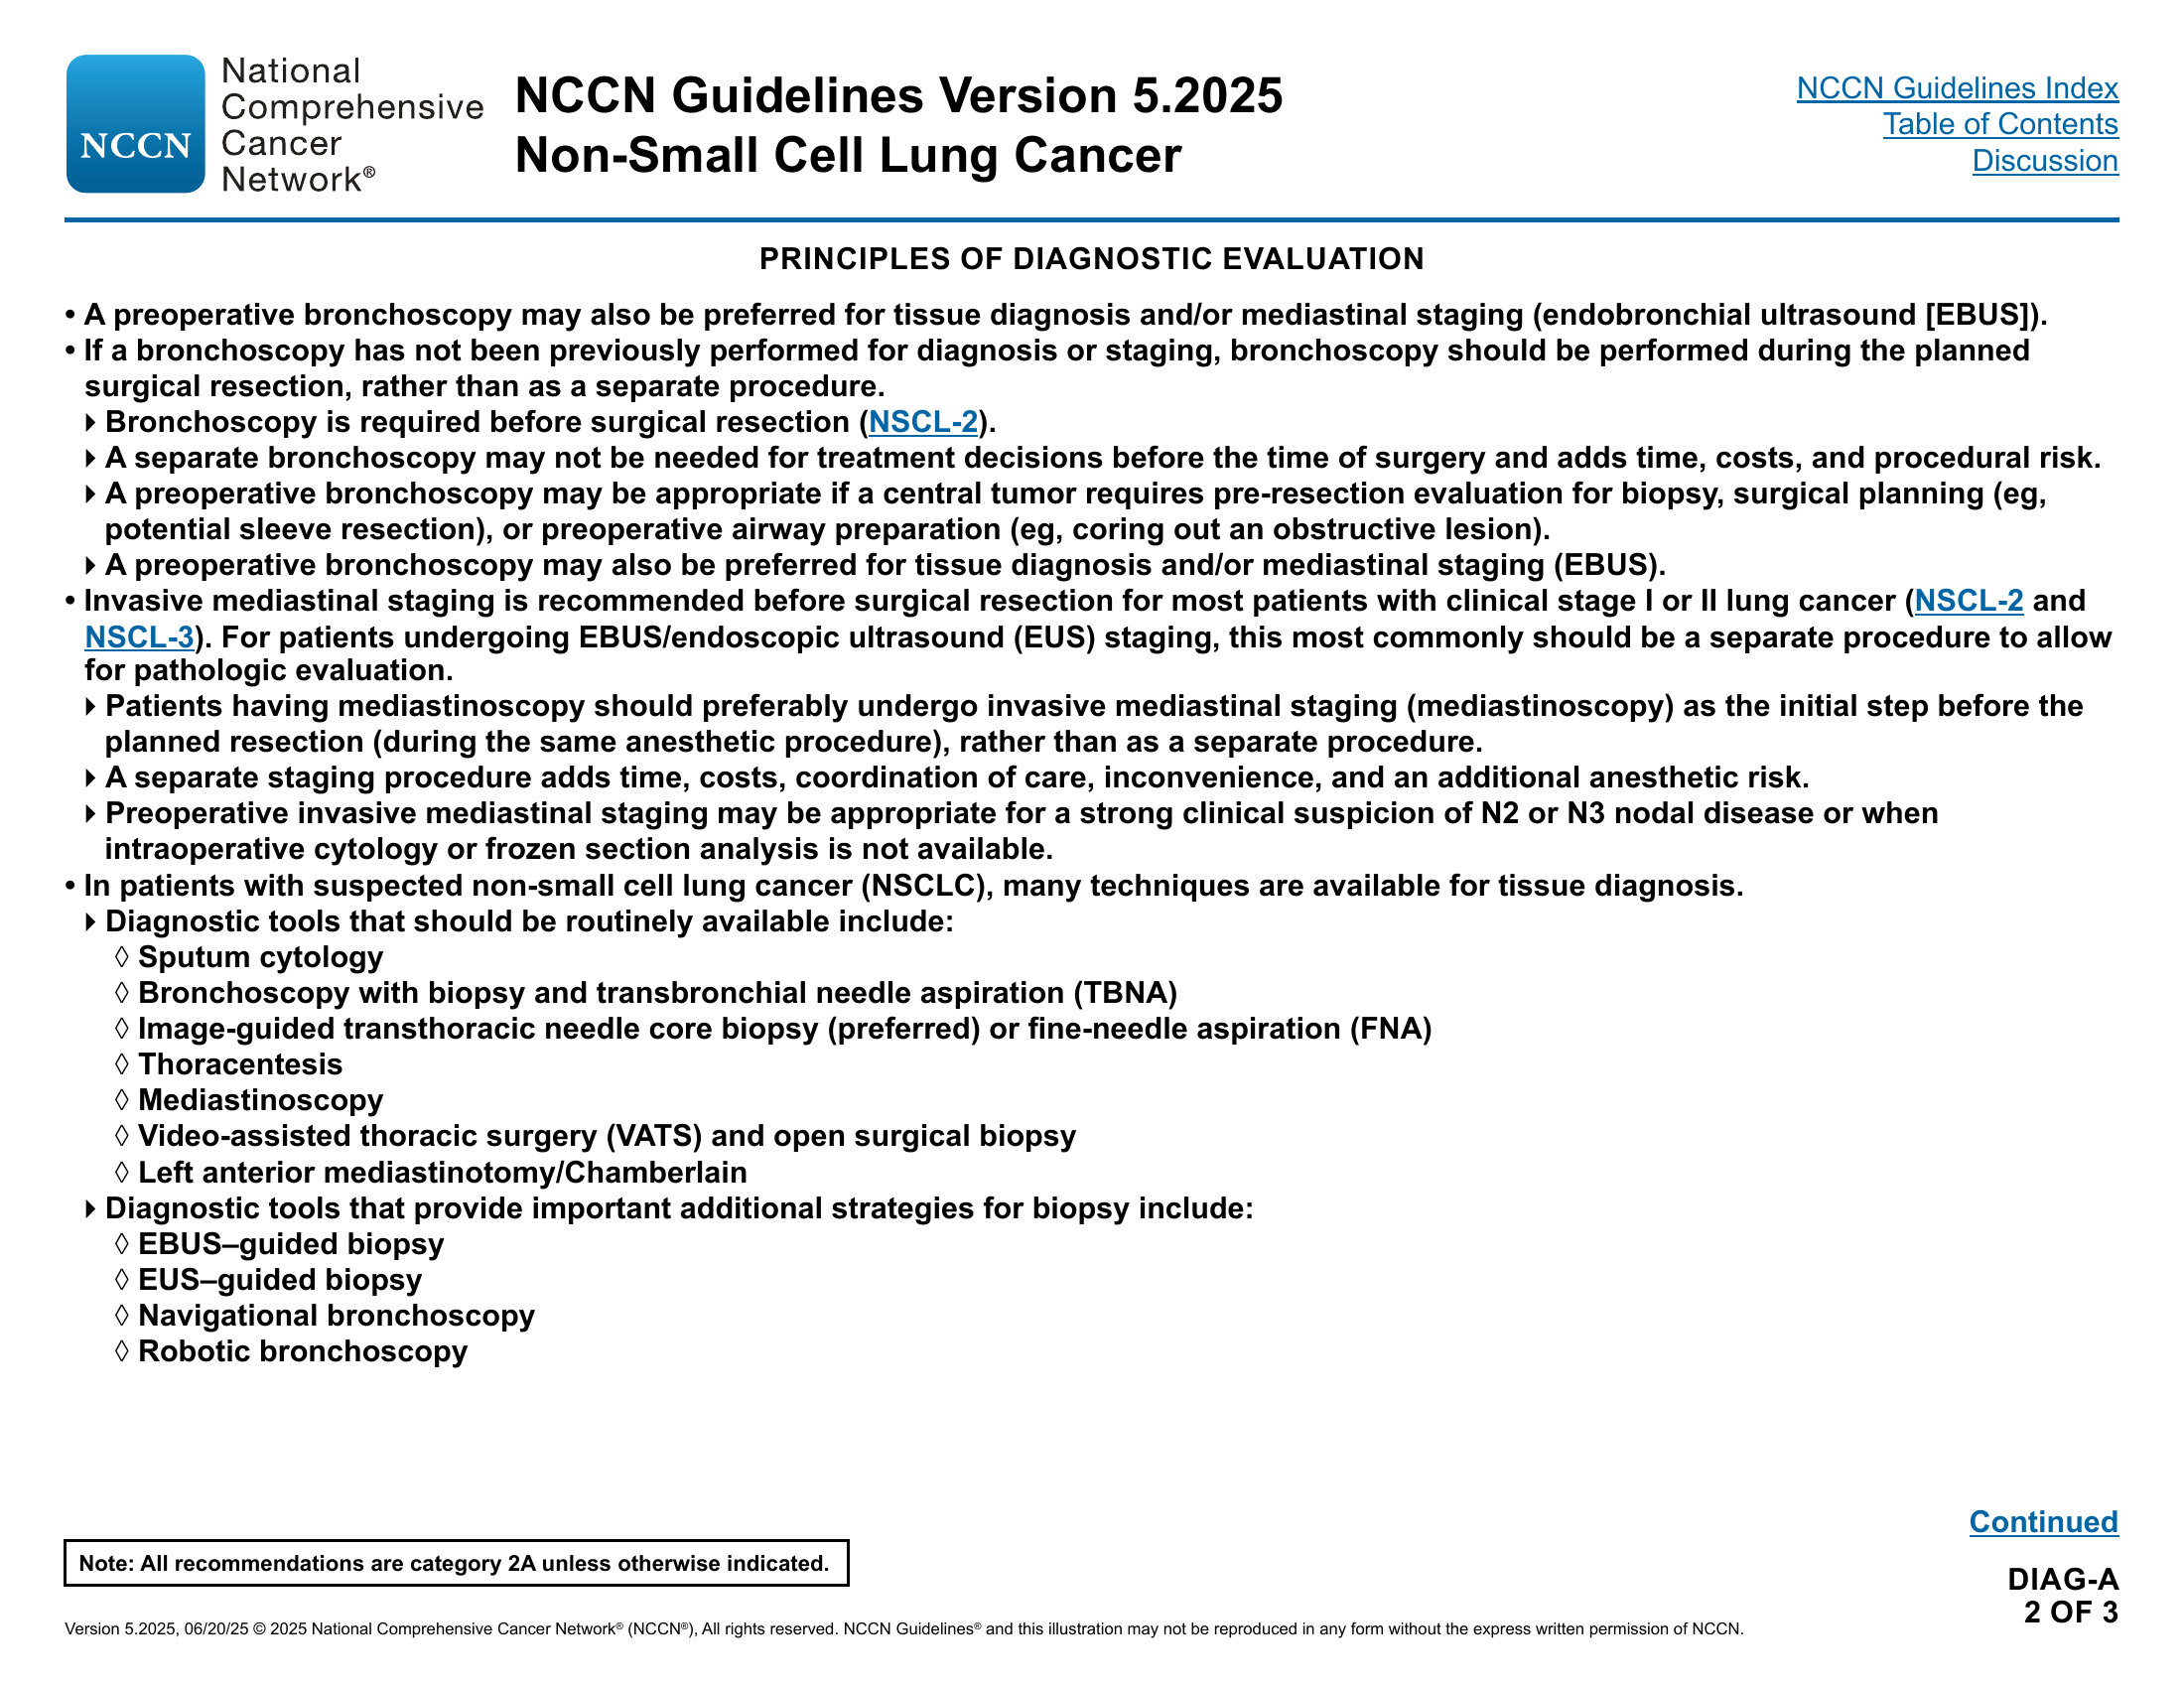 NCCN
National
Comprehensive
Cancer
Network®
NCCN Guidelines Version 5.2025
Non-Small Cell Lung Cancer
NCCN Guidelines Index
Table of Contents
Discussion
PRINCIPLES OF DIAGNOSTIC EVALUATION
• A preoperative bronchoscopy may also be preferred for tissue diagnosis and/or mediastinal staging (endobronchial ultrasound [EBUS]).
• If a bronchoscopy has not been previously performed for diagnosis or staging, bronchoscopy should be performed during the planned
surgical resection, rather than as a separate procedure.
▸ Bronchoscopy is required before surgical resection (NSCL-2).
▸ A separate bronchoscopy may not be needed for treatment decisions before the time of surgery and adds time, costs, and procedural risk.
▸ A preoperative bronchoscopy may be appropriate if a central tumor requires pre-resection evaluation for biopsy, surgical planning (eg,
potential sleeve resection), or preoperative airway preparation (eg, coring out an obstructive lesion).
▸ A preoperative bronchoscopy may also be preferred for tissue diagnosis and/or mediastinal staging (EBUS).
• Invasive mediastinal staging is recommended before surgical resection for most patients with clinical stage I or II lung cancer (NSCL-2 and
NSCL-3). For patients undergoing EBUS/endoscopic ultrasound (EUS) staging, this most commonly should be a separate procedure to allow
for pathologic evaluation.
▸ Patients having mediastinoscopy should preferably undergo invasive mediastinal staging (mediastinoscopy) as the initial step before the
planned resection (during the same anesthetic procedure), rather than as a separate procedure.
▸ A separate staging procedure adds time, costs, coordination of care, inconvenience, and an additional anesthetic risk.
▸ Preoperative invasive mediastinal staging may be appropriate for a strong clinical suspicion of N2 or N3 nodal disease or when
intraoperative cytology or frozen section analysis is not available.
• In patients with suspected non-small cell lung cancer (NSCLC), many techniques are available for tissue diagnosis.
▸ Diagnostic tools that should be routinely available include:
◊ Sputum cytology
◊ Bronchoscopy with biopsy and transbronchial needle aspiration (TBNA)
◊ Image-guided transthoracic needle core biopsy (preferred) or fine-needle aspiration (FNA)
◊ Thoracentesis
◊ Mediastinoscopy
◊ Video-assisted thoracic surgery (VATS) and open surgical biopsy
◊ Left anterior mediastinotomy/Chamberlain
▸ Diagnostic tools that provide important additional strategies for biopsy include:
◊ EBUS–guided biopsy
◊ EUS–guided biopsy
◊ Navigational bronchoscopy
◊ Robotic bronchoscopy
Continued
Note: All recommendations are category 2A unless otherwise indicated.
DIAG-A
2 OF 3
Version 5.2025, 06/20/25 © 2025 National Comprehensive Cancer Network® (NCCN®), All rights reserved. NCCN Guidelines® and this illustration may not be reproduced in any form without the express written permission of NCCN.